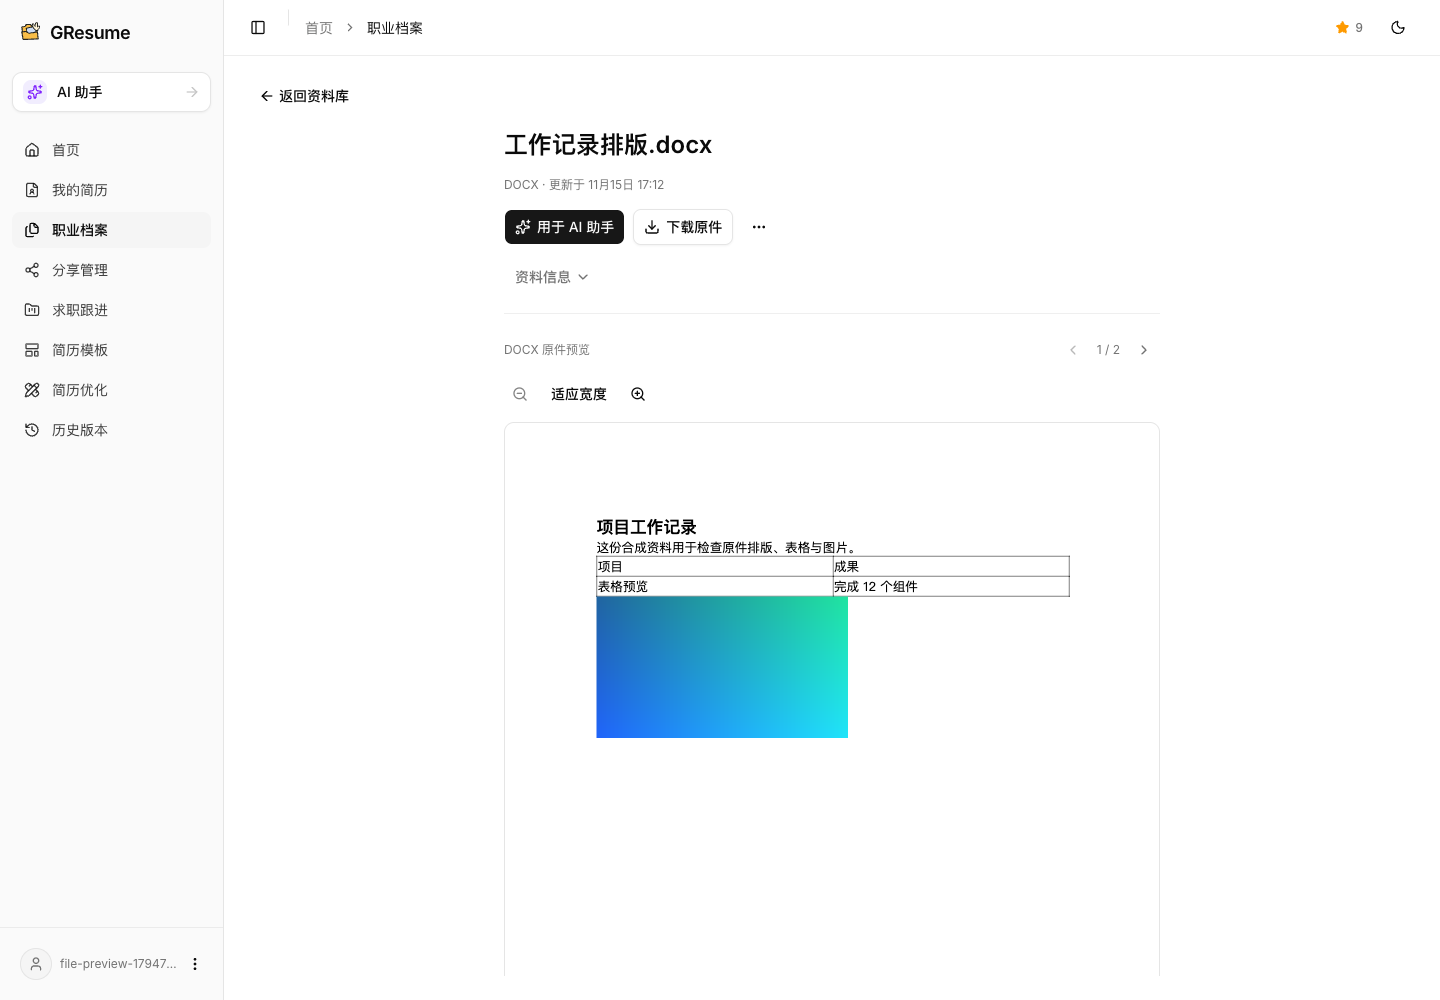 GResume
AI 助手
首页
我的简历
职业档案
分享管理
求职跟进
简历模板
简历优化
历史版本
file-preview-17947...
首页 职业档案
9
返回资料库
工作记录排版.docx
DOCX · 更新于 11月15日 17:12
用于 AI 助手 下载原件
资料信息
DOCX 原件预览 1 / 2
适应宽度
项目工作记录
这份合成资料用于检查原件排版、表格与图片。
项目 成果
表格预览 完成 12 个组件